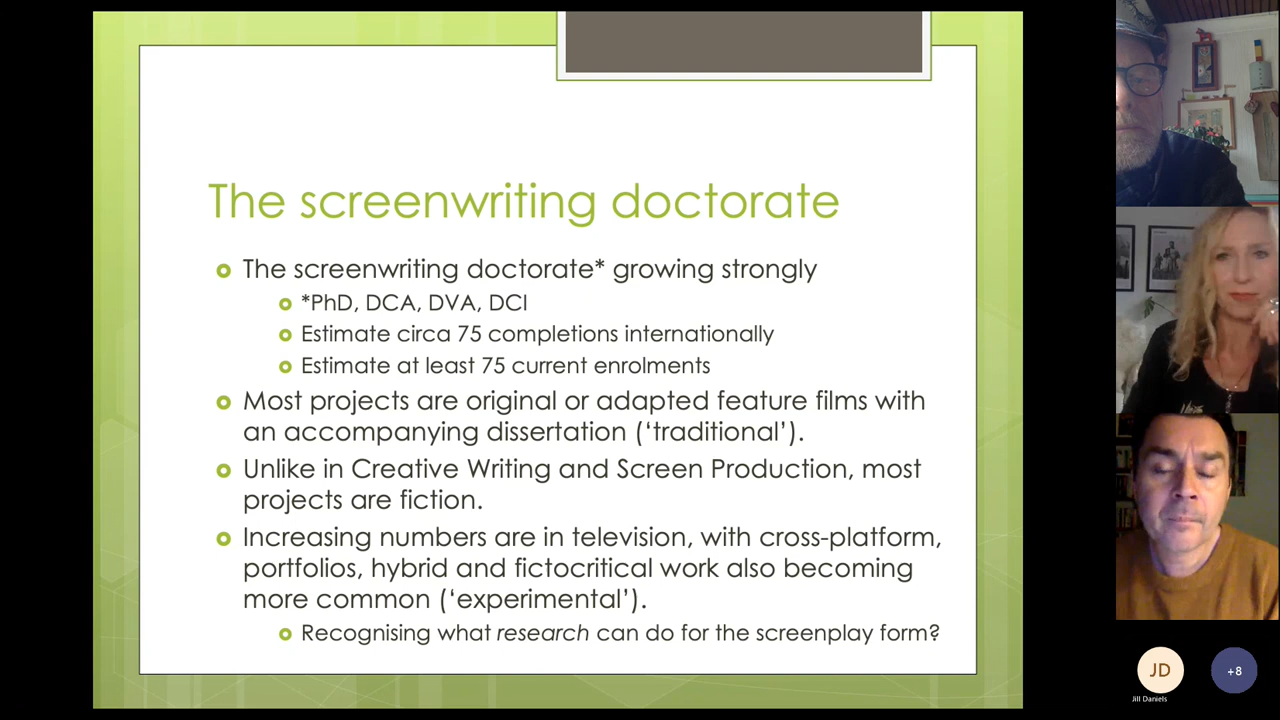 The screenwriting doctorate
The screenwriting doctorate* growing strongly
*PhD, DCA, DVA, DCI
Estimate circa 75 completions internationally
Estimate at least 75 current enrolments
Most projects are original or adapted feature films with
an accompanying dissertation (‘traditional’).
Unlike in Creative Writing and Screen Production, most
projects are fiction.
Increasing numbers are in television, with cross-platform,
portfolios, hybrid and fictocritical work also becoming
more common (‘experimental’).
Recognising what research can do for the screenplay form?
JD
+8
Jill Daniels